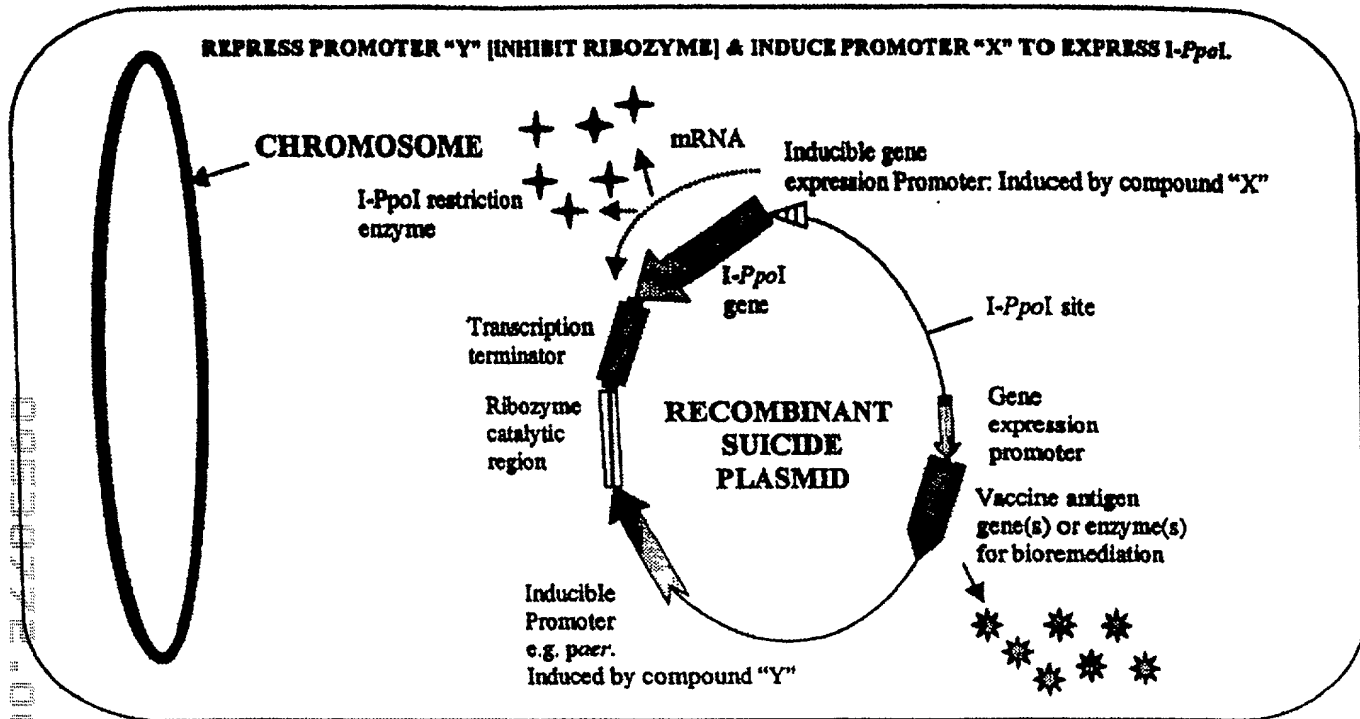 REPRESS PROMOTER “Y” [INHIBIT RIBOZYME] & INDUCE PROMOTER “X” TO EXPRESS I-PpoI.
CHROMOSOME
mRNA
Inducible gene
expression Promoter: Induced by compound “X”
I-PpoI restriction
enzyme
I-PpoI
gene
I-PpoI site
Transcription
terminator
Ribozyme
catalytic
region
RECOMBINANT
SUICIDE
PLASMID
Gene
expression
promoter
Vaccine antigen
gene(s) or enzyme(s)
for bioremediation
Inducible
Promoter
e.g. paer.
Induced by compound “Y”